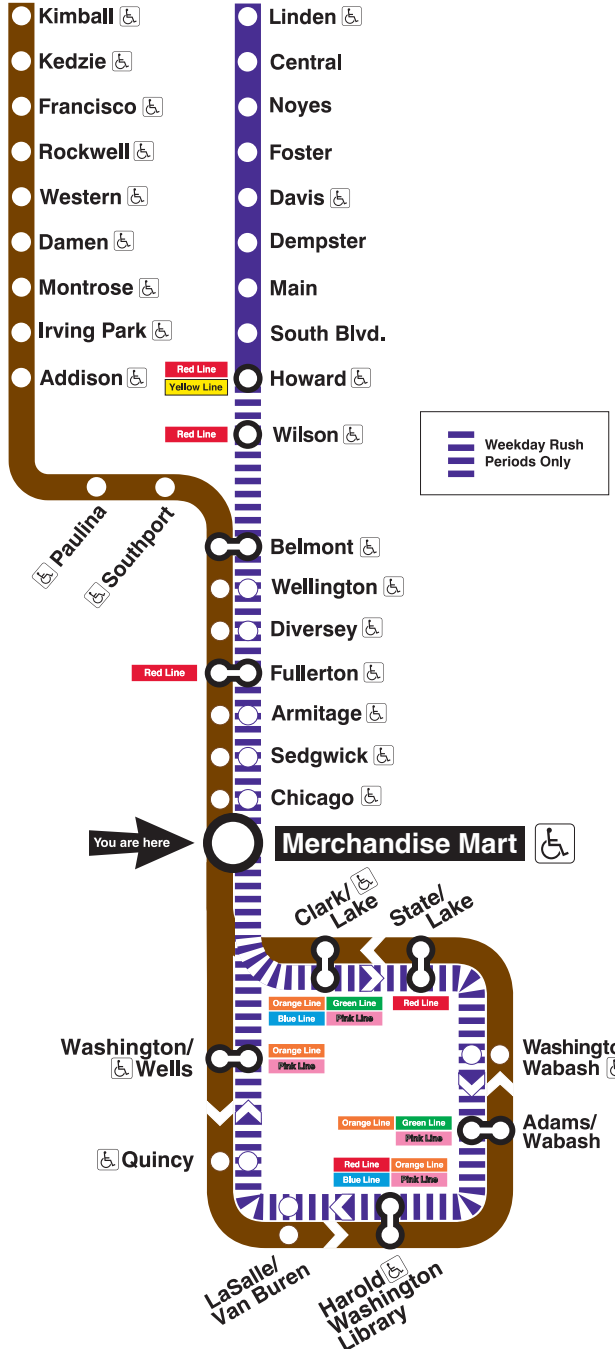 Kimball
Linden
Kedzie
Central
Francisco
Noyes
Rockwell
Foster
Western
Davis
Damen
Dempster
Montrose
Main
Irving Park
South Blvd.
Addison
Red Line
Yellow Line
Howard
Red Line
Wilson
Weekday Rush
Periods Only
Paulina
Southport
Belmont
Wellington
Diversey
Red Line
Fullerton
Armitage
Sedgwick
Chicago
You are here
Merchandise Mart
Clark/
Lake
State/
Lake
Orange Line
Green Line
Red Line
Blue Line
Pink Line
Washington/
Wells
Orange Line
Pink Line
Washingto
Wabash
Orange Line
Green Line
Pink Line
Adams/
Wabash
Quincy
Red Line
Orange Line
Blue Line
Pink Line
LaSalle/
Van Buren
Harold
Washington
Library